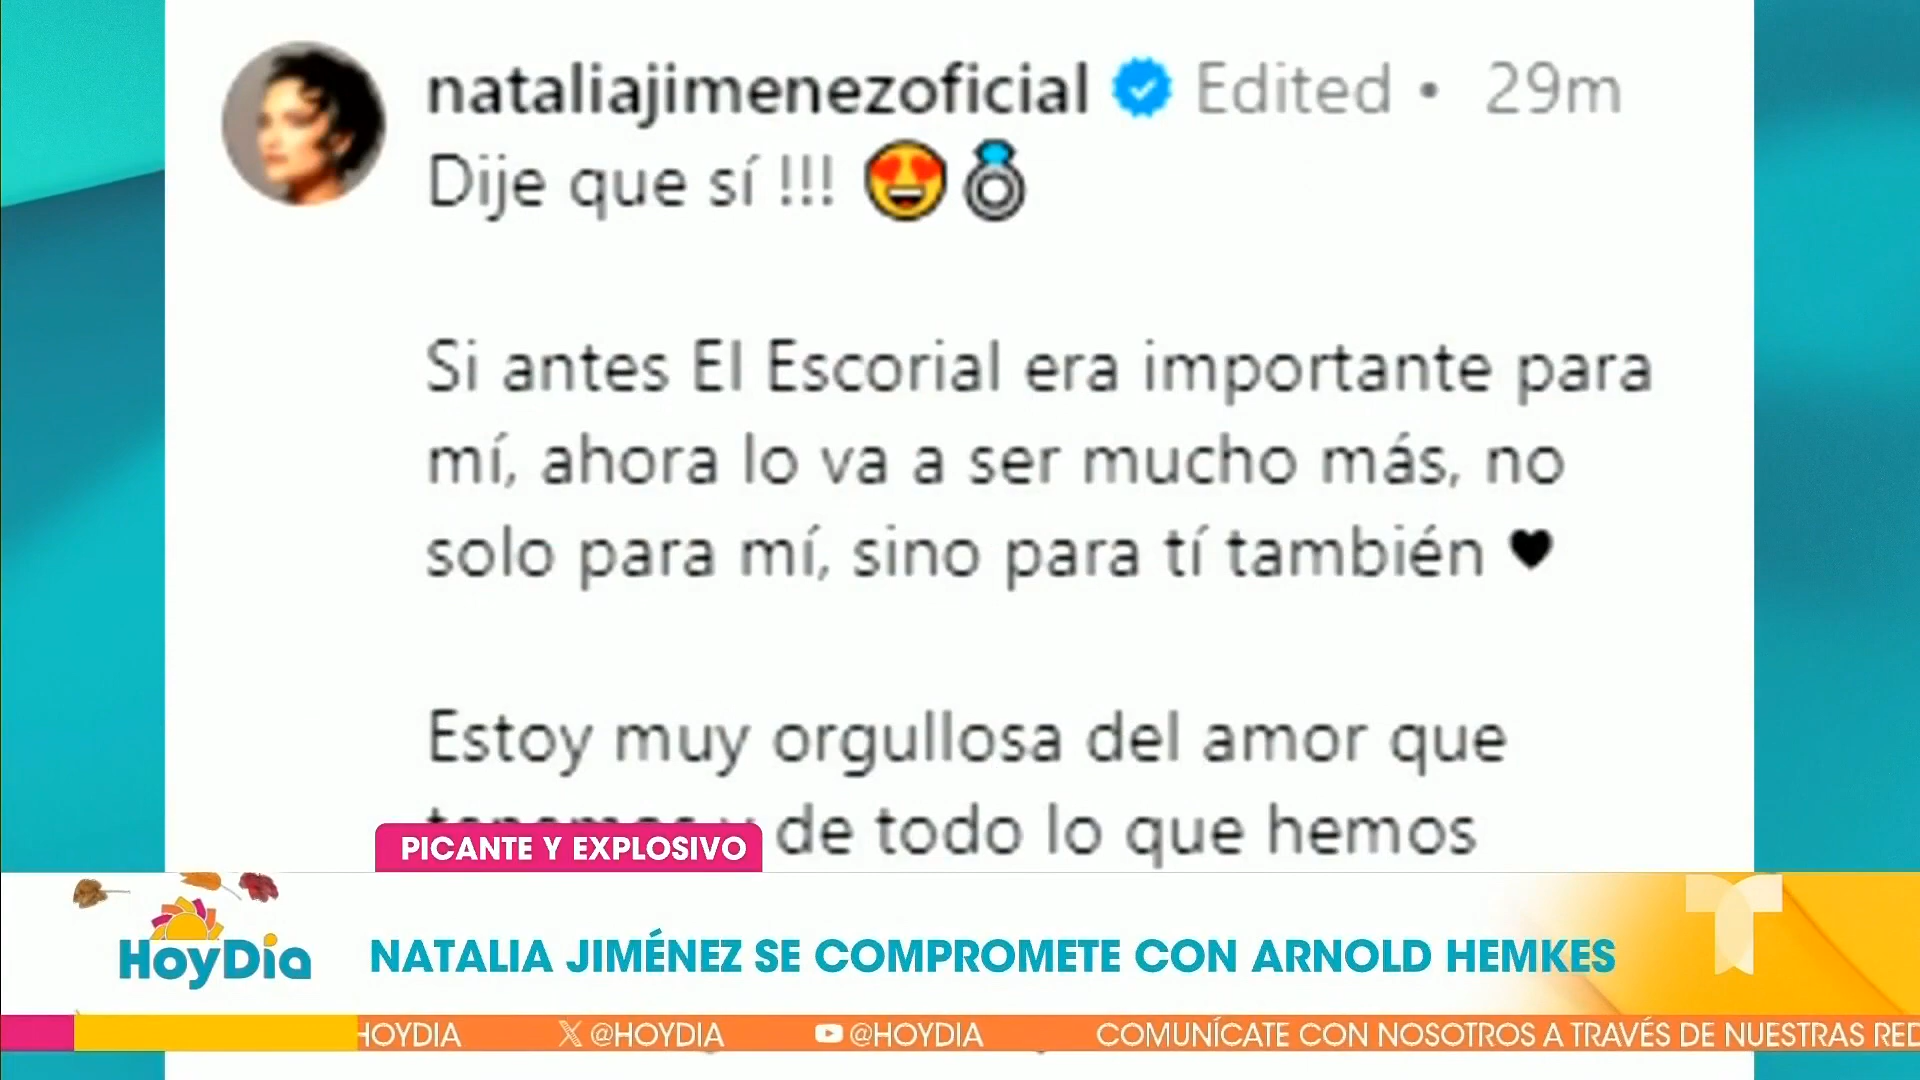 nataliajimenezoficial Edited • 29m
Dije que sí !!! 😍💍
Si antes El Escorial era importante para
mí, ahora lo va a ser mucho más, no
solo para mí, sino para tí también ♥
Estoy muy orgullosa del amor que
tenemos y de todo lo que hemos
PICANTE Y EXPLOSIVO
HoyDía
NATALIA JIMÉNEZ SE COMPROMETE CON ARNOLD HEMKES
HOYDIA X @HOYDIA @HOYDIA COMUNÍCATE CON NOSOTROS A TRAVÉS DE NUESTRAS RED